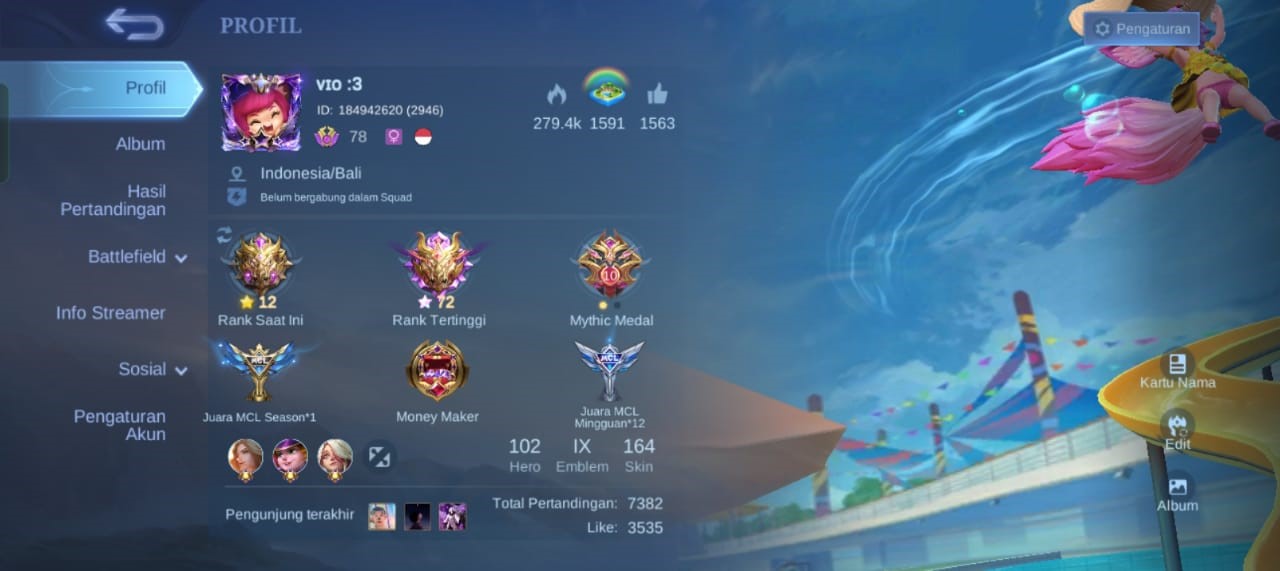 PROFIL
Pengaturan
Profil
Album
Hasil
Pertandingan
Battlefield
Info Streamer
Sosial
Pengaturan
Akun
VIO :3
ID: 184942620 (2946)
78
279.4k 1591 1563
Indonesia/Bali
Belum bergabung dalam Squad
12
Rank Saat Ini
72
Rank Tertinggi
10
Mythic Medal
MCL
Juara MCL Season*1
Money Maker
MCL
Juara MCL
Mingguan*12
102 IX 164
Hero Emblem Skin
Pengunjung terakhir
Total Pertandingan: 7382
Like: 3535
Kartu Nama
Edit
Album